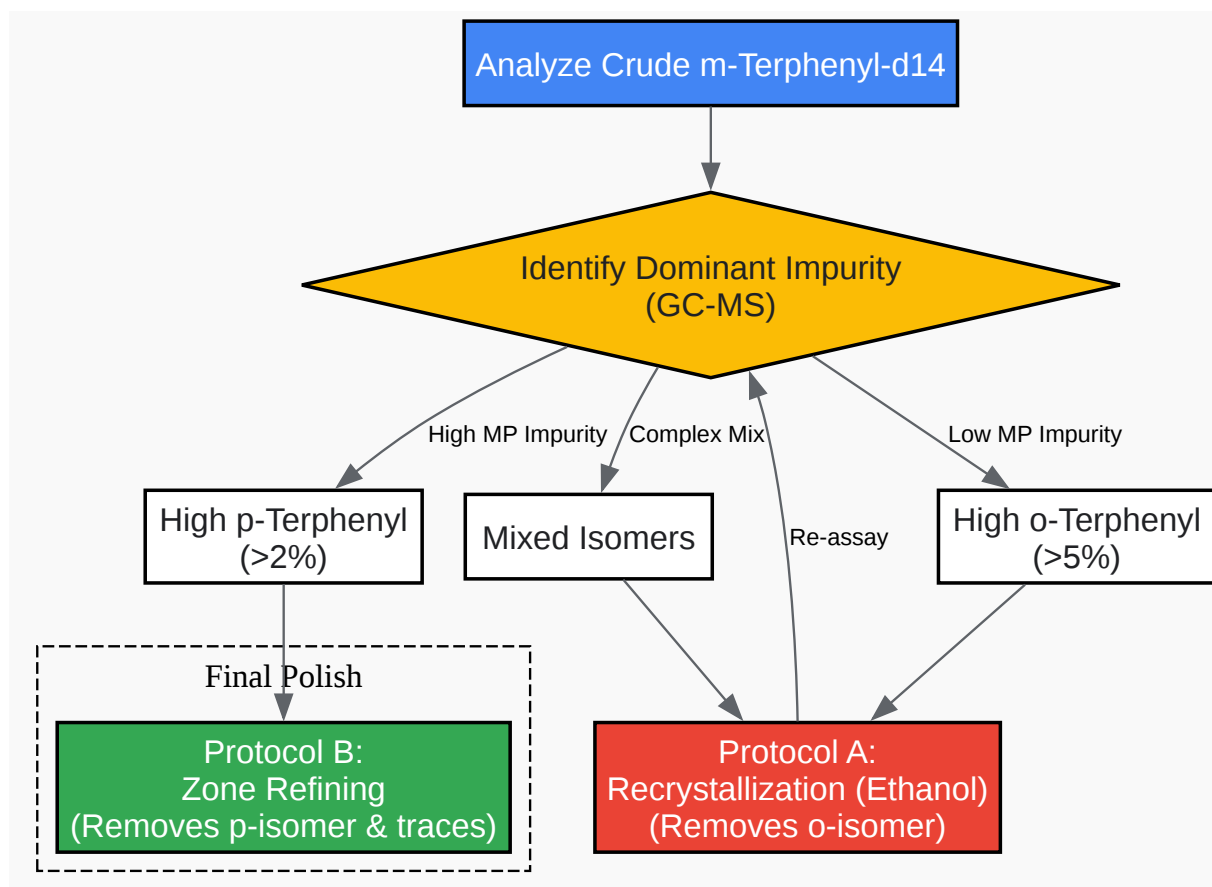 Analyze Crude m-Terphenyl-d14
Identify Dominant Impurity
(GC-MS)
High MP Impurity
Complex Mix
Low MP Impurity
High p-Terphenyl
(>2%)
Mixed Isomers
Re-assay
High o-Terphenyl
(>5%)
Final Polish
Protocol B:
Zone Refining
(Removes p-isomer & traces)
Protocol A:
Recrystallization (Ethanol)
(Removes o-isomer)